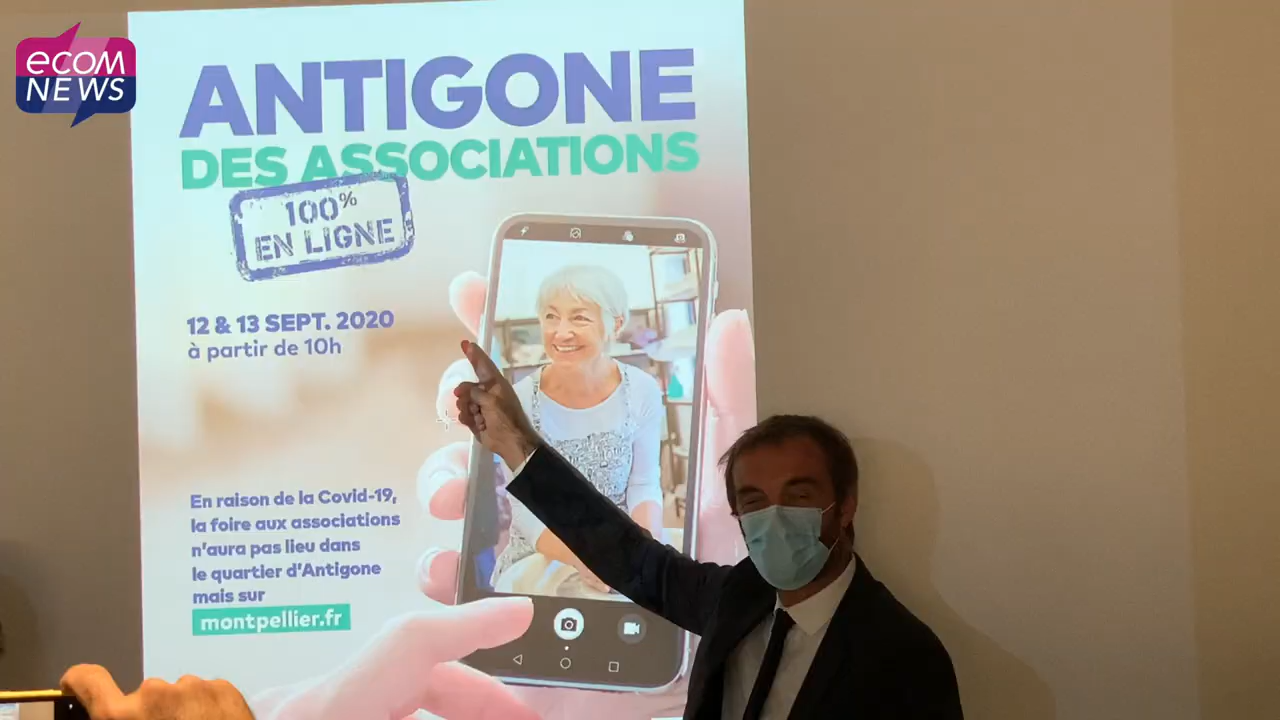 ecom
NEWS
ANTIGONE
DES ASSOCIATIONS
100%
EN LIGNE
12 & 13 SEPT. 2020
à partir de 10h
En raison de la Covid-19,
la foire aux associations
n'aura pas lieu dans
le quartier d'Antigone
mais sur
montpellier.fr